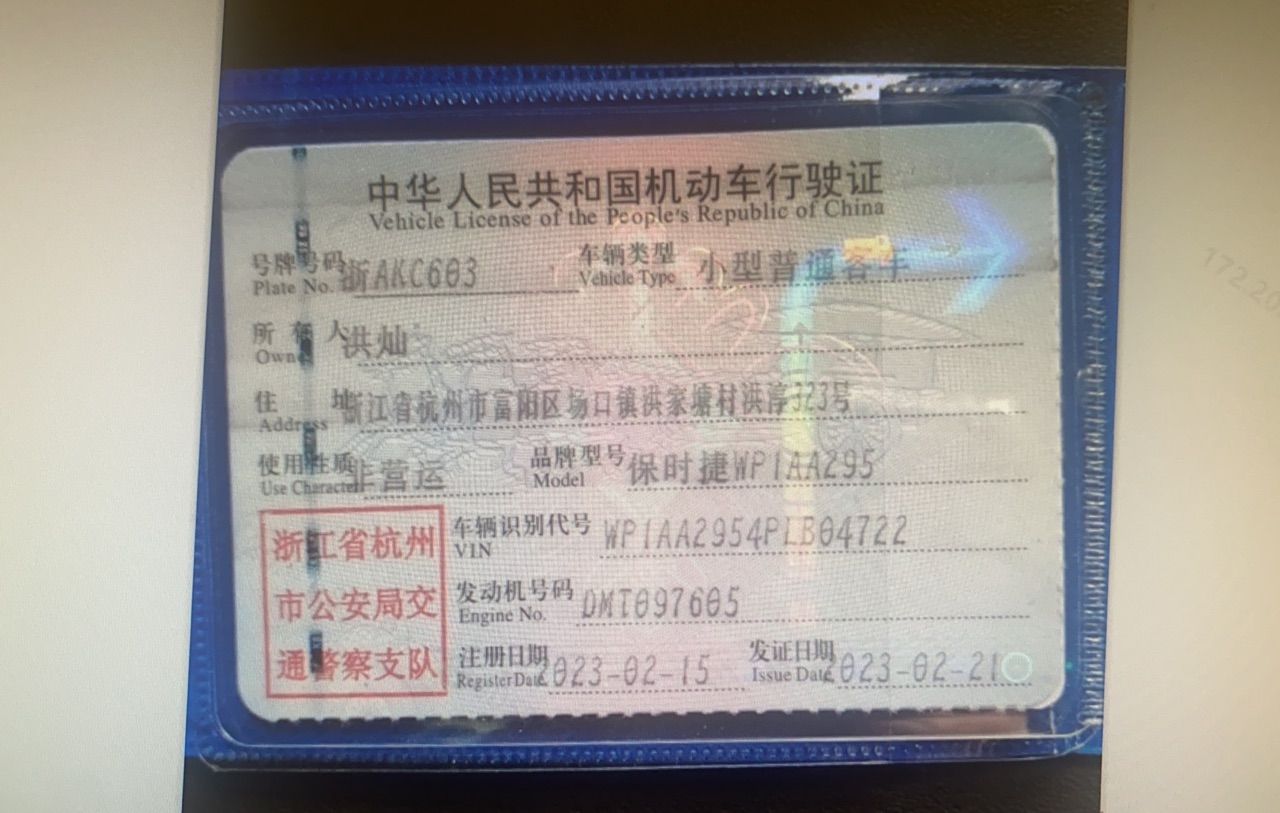 中华人民共和国机动车行驶证
Vehicle License of the People's Republic of China
号牌号码 浙AKC603 车辆类型 小型普通客车
Plate No. Vehicle Type
所有人 洪灿
Owner
住址 浙江省杭州市富阳区场口镇洪家塘村洪淳323号
Address
使用性质 非营运 品牌型号 保时捷WP1AA295
Use Character Model
浙江省杭州
市公安局交
通警察支队
车辆识别代号 WP1AA2954PLB04722
VIN
发动机号码 DMT097605
Engine No.
注册日期 2023-02-15 发证日期 2023-02-21
Register Date Issue Date
172.20